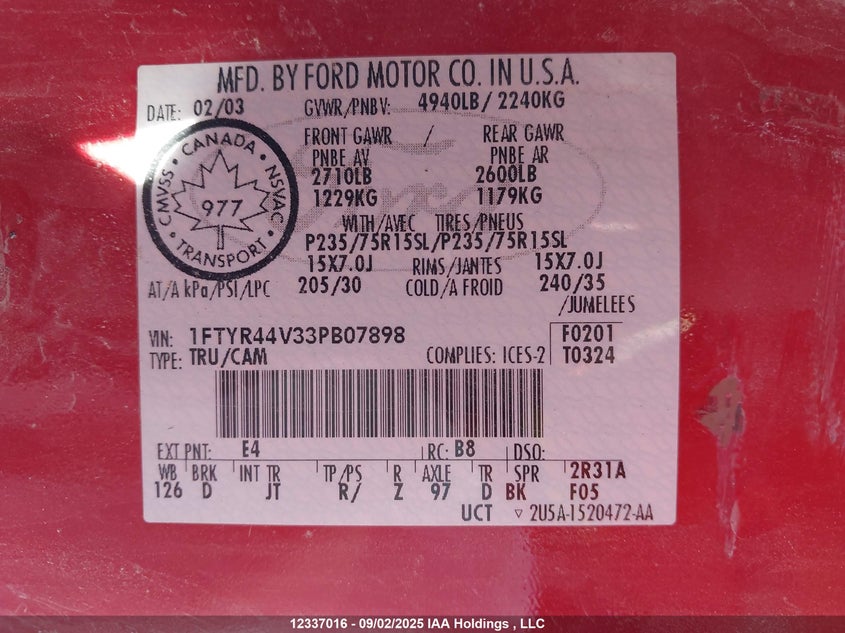 MFD. BY FORD MOTOR CO. IN U.S.A.
DATE: 02/03 GVWR/PNBV: 4940LB/ 2240KG
FRONT GAWR / REAR GAWR
PNBE AV PNBE AR
2710LB 2600LB
1229KG 1179KG
WITH/AVEC TIRES/PNEUS
P235/75R15SL/P235/75R15SL
15X7.0J RIMS/JANTES 15X7.0J
AT/A kPa/PSI/LPC 205/30 COLD/A FROID 240/35
/JUMELEES
CMVSS • CANADA • NSVAC
977
• TRANSPORT •
VIN: 1FTYR44V33PB07898 F0201
TYPE: TRU/CAM COMPLIES: ICES-2 T0324
EXT PNT: E4 RC: B8 DSO:
WB BRK INT TR TP/PS R AXLE TR SPR 2R31A
126 D JT R/ Z 97 D BK F05
UCT ▿ 2U5A-1520472-AA
12337016 - 09/02/2025 IAA Holdings , LLC